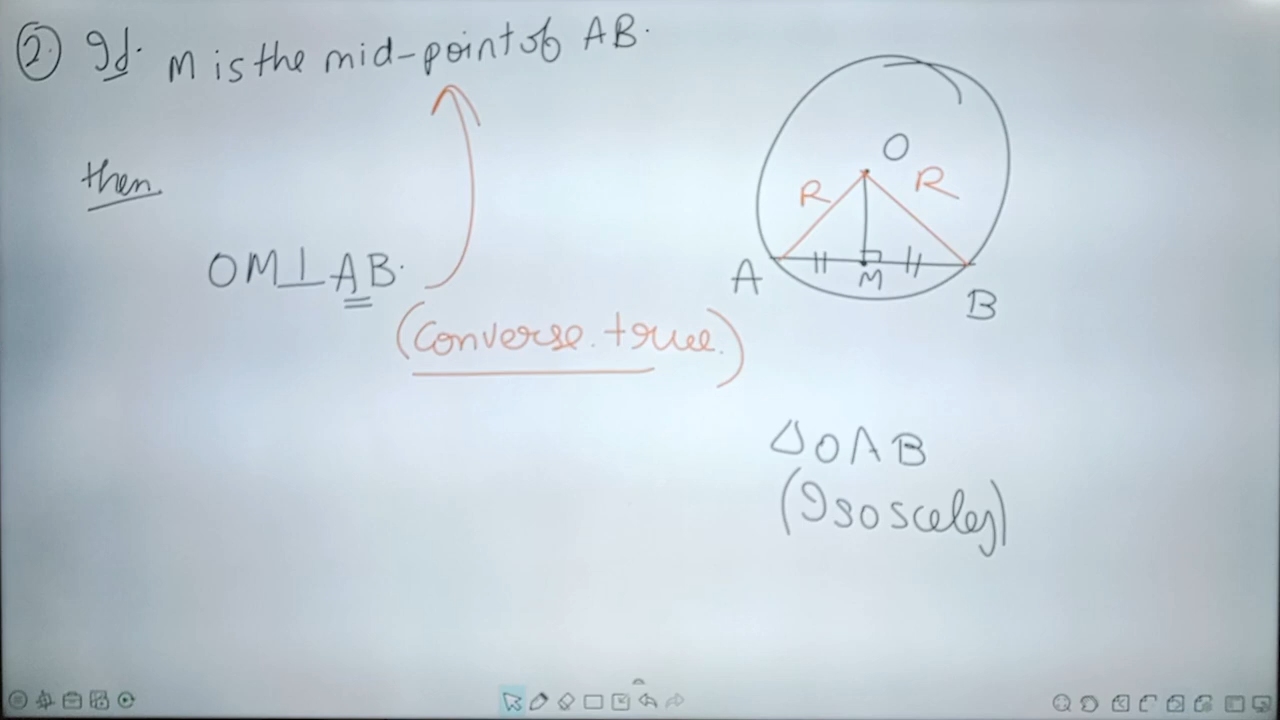 ② If. M is the mid-point of AB.
then
OM⊥AB.
(Converse. true.)
O
R
R
A
M
B
△OAB
(Isosceles)